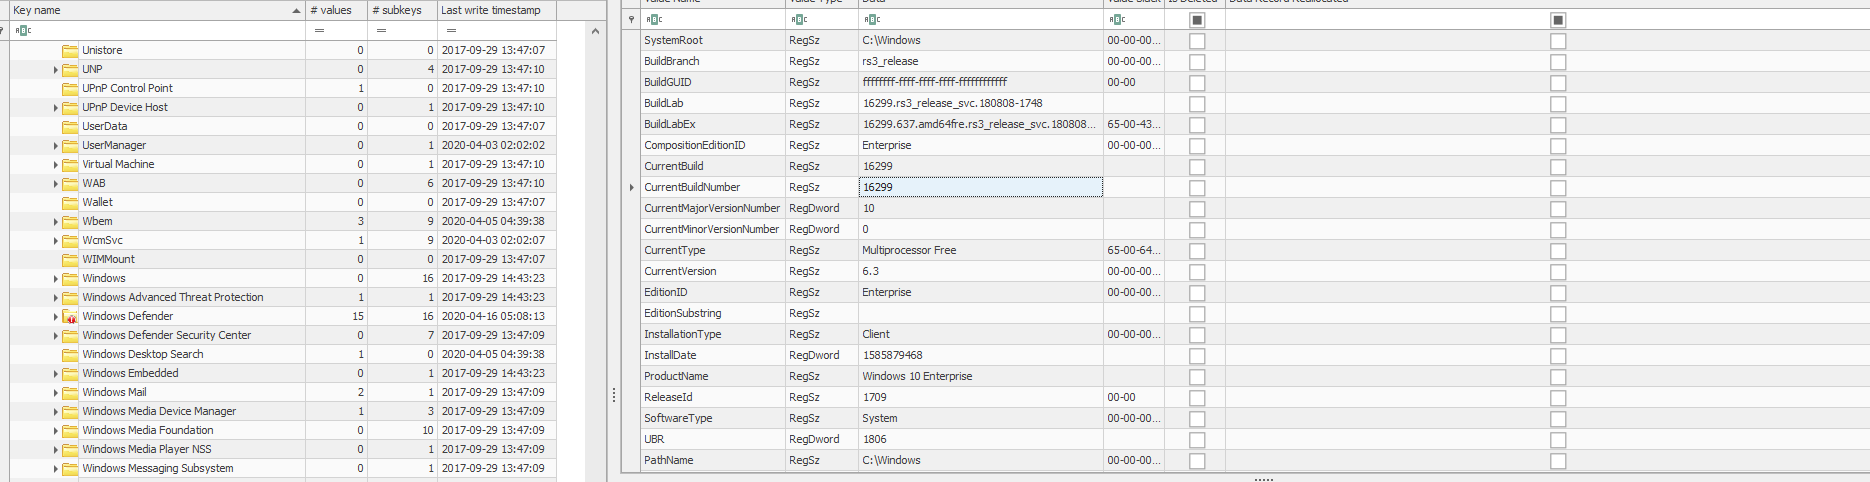 Key name # values # subkeys Last write timestamp
ABC = = =
Unistore 0 0 2017-09-29 13:47:07
UNP 0 4 2017-09-29 13:47:10
UPnP Control Point 1 0 2017-09-29 13:47:10
UPnP Device Host 0 1 2017-09-29 13:47:10
UserData 0 0 2017-09-29 13:47:07
UserManager 0 1 2020-04-03 02:02:02
Virtual Machine 0 1 2017-09-29 13:47:10
WAB 0 6 2017-09-29 13:47:10
Wallet 0 0 2017-09-29 13:47:07
Wbem 3 9 2020-04-05 04:39:38
WcmSvc 1 9 2020-04-03 02:02:07
WIMMount 0 0 2017-09-29 13:47:07
Windows 0 16 2017-09-29 14:43:23
Windows Advanced Threat Protection 1 1 2017-09-29 14:43:23
Windows Defender 15 16 2020-04-16 05:08:13
Windows Defender Security Center 0 7 2017-09-29 13:47:09
Windows Desktop Search 1 0 2020-04-05 04:39:38
Windows Embedded 0 1 2017-09-29 14:43:23
Windows Mail 2 1 2017-09-29 13:47:09
Windows Media Device Manager 1 3 2017-09-29 13:47:09
Windows Media Foundation 0 10 2017-09-29 13:47:09
Windows Media Player NSS 0 1 2017-09-29 13:47:09
Windows Messaging Subsystem 0 1 2017-09-29 13:47:09
Value Name Value Type Data Value Slack Is Deleted Data Record Reallocated
ABC ABC ABC ABC
SystemRoot RegSz C:\Windows 00-00-00...
BuildBranch RegSz rs3_release 00-00-00...
BuildGUID RegSz ffffffff-ffff-ffff-ffff-ffffffffffff 00-00
BuildLab RegSz 16299.rs3_release_svc.180808-1748
BuildLabEx RegSz 16299.637.amd64fre.rs3_release_svc.180808... 65-00-43...
CompositionEditionID RegSz Enterprise 00-00-00...
CurrentBuild RegSz 16299
CurrentBuildNumber RegSz 16299
CurrentMajorVersionNumber RegDword 10
CurrentMinorVersionNumber RegDword 0
CurrentType RegSz Multiprocessor Free 65-00-64...
CurrentVersion RegSz 6.3 00-00-00...
EditionID RegSz Enterprise 00-00-00...
EditionSubstring RegSz
InstallationType RegSz Client 00-00-00...
InstallDate RegDword 1585879468
ProductName RegSz Windows 10 Enterprise
ReleaseId RegSz 1709 00-00
SoftwareType RegSz System 00-00-00...
UBR RegDword 1806
PathName RegSz C:\Windows 00-00-00...